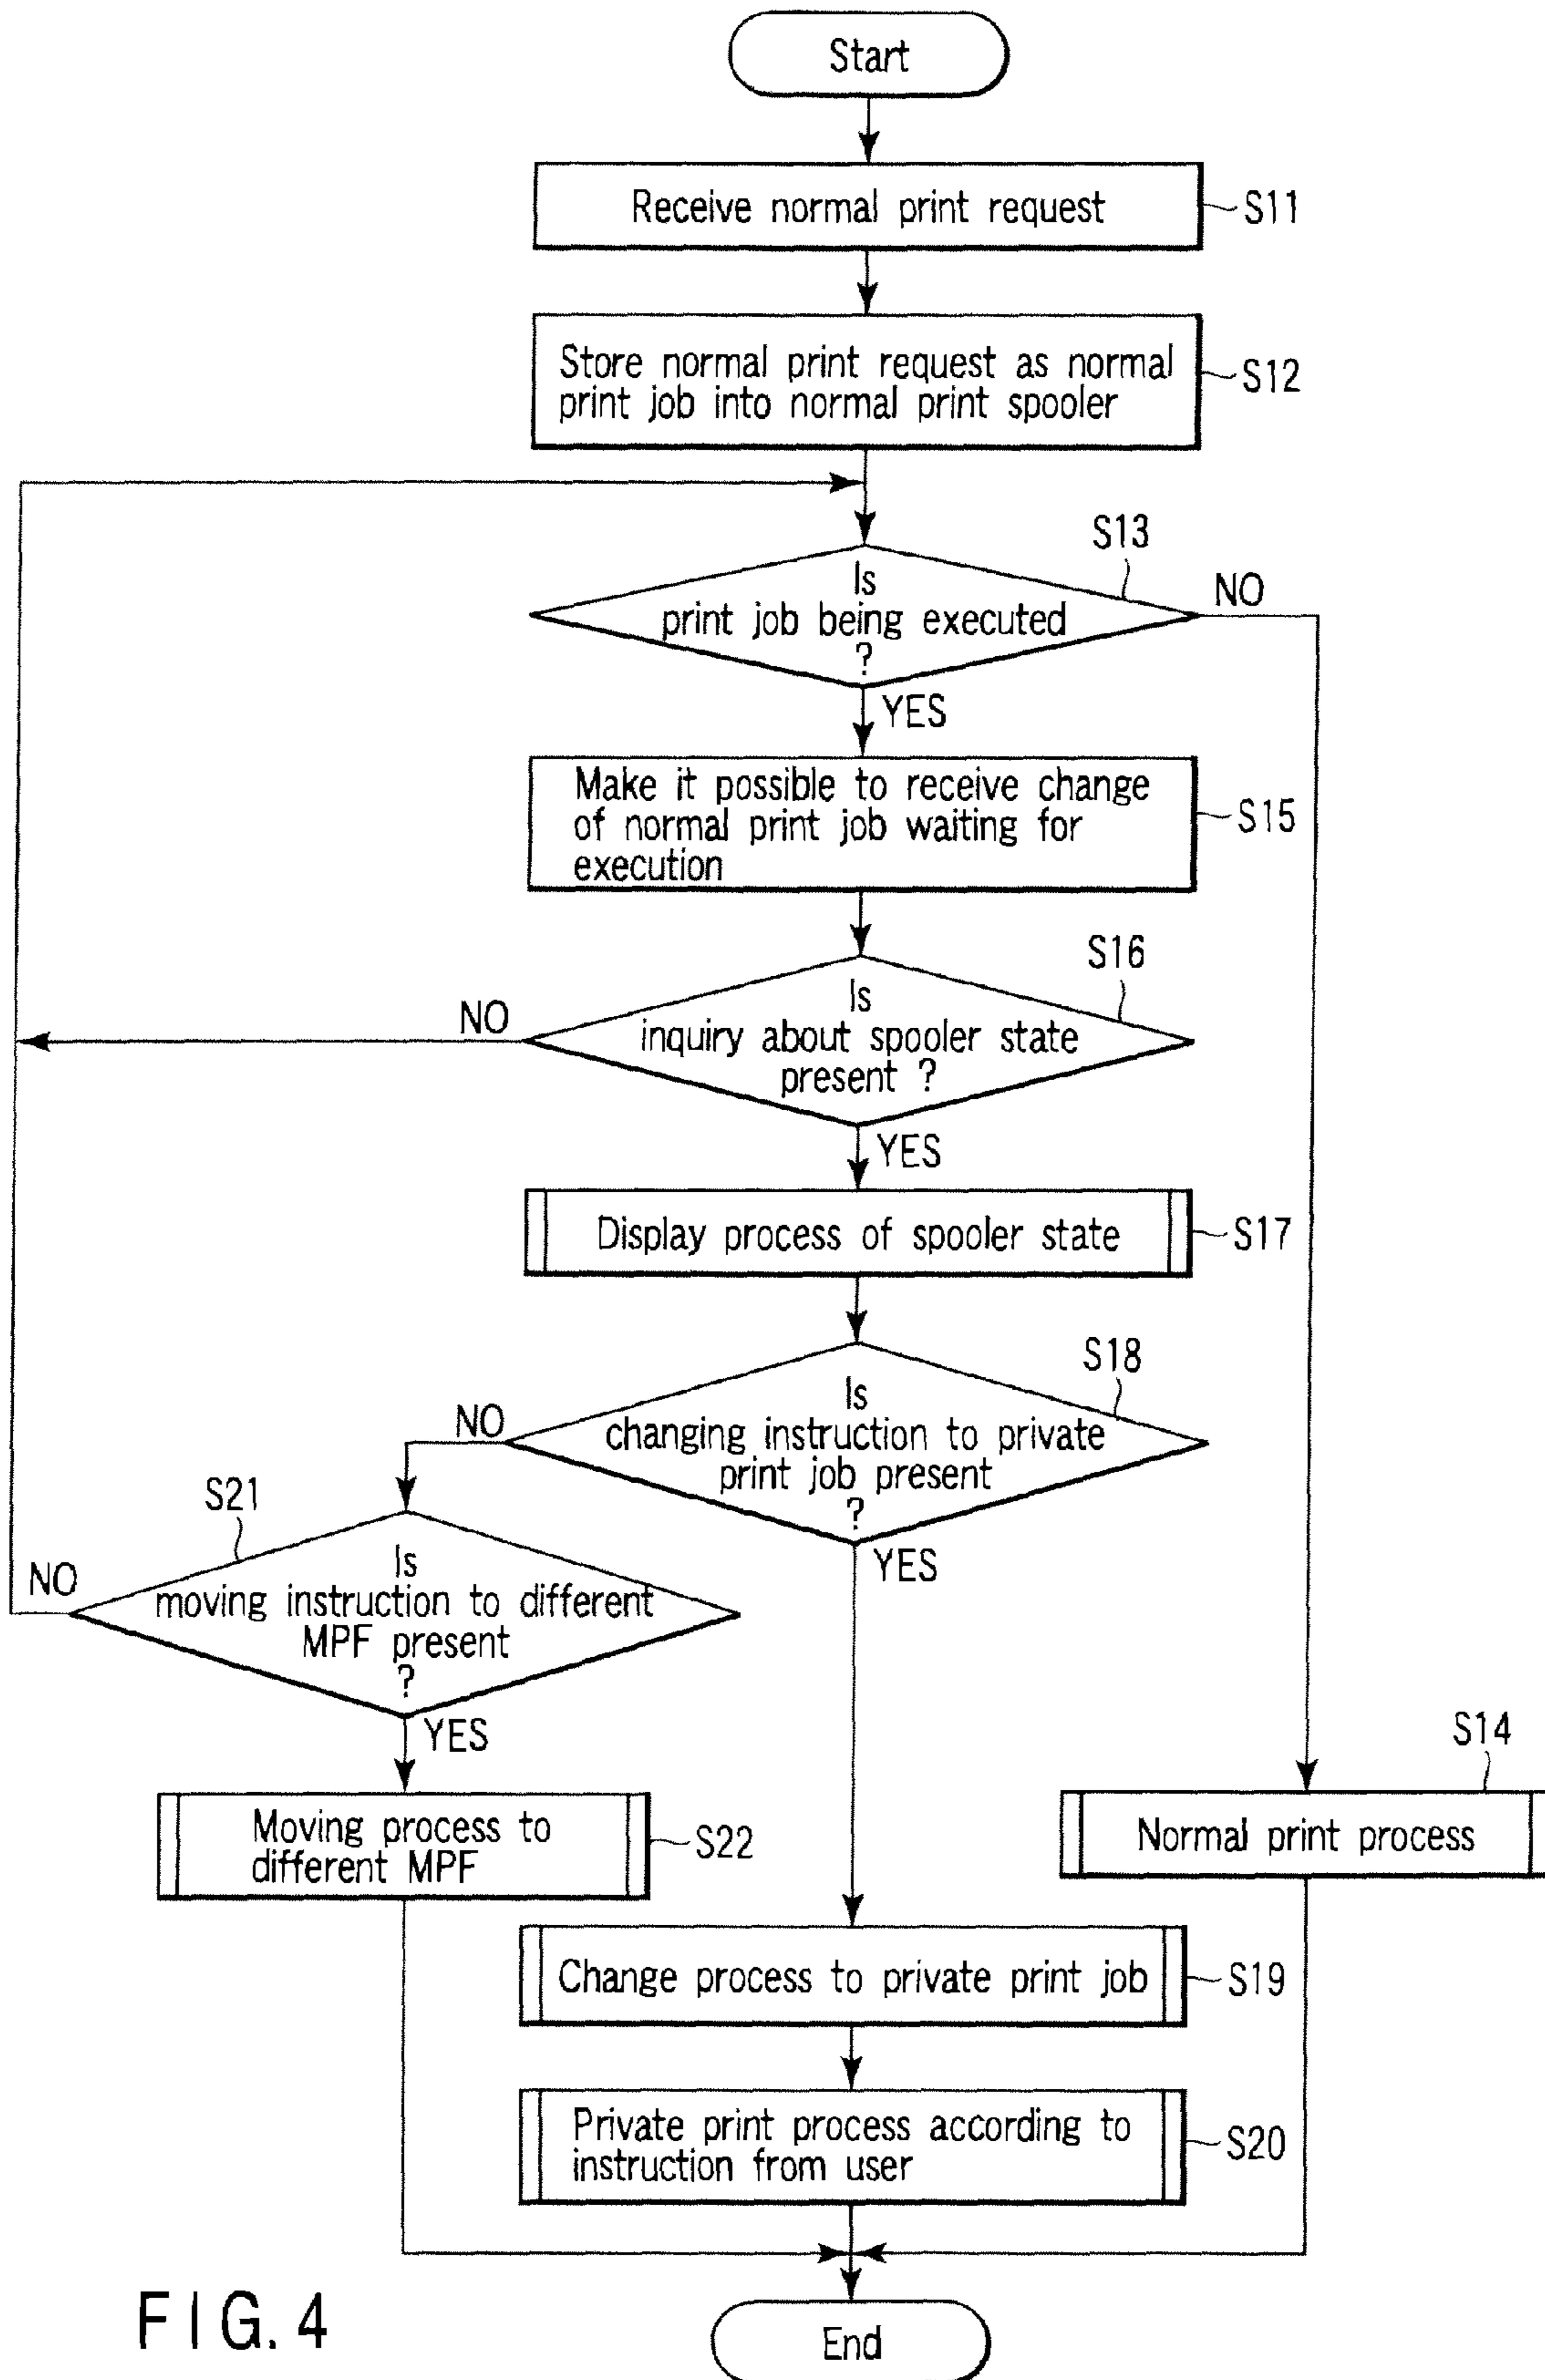 Start
Receive normal print request
S11
Store normal print request as normal
print job into normal print spooler
S12
S13
Is
print job being executed
?
NO
YES
Make it possible to receive change
of normal print job waiting for
execution
S15
S16
Is
inquiry about spooler state
present ?
NO
YES
Display process of spooler state
S17
S18
Is
changing instruction to private
print job present
?
NO
YES
S21
Is
moving instruction to different
MPF present
?
NO
YES
S14
Moving process to
different MPF
S22
Normal print process
Change process to private print job
S19
Private print process according to
instruction from user
S20
End
FIG. 4